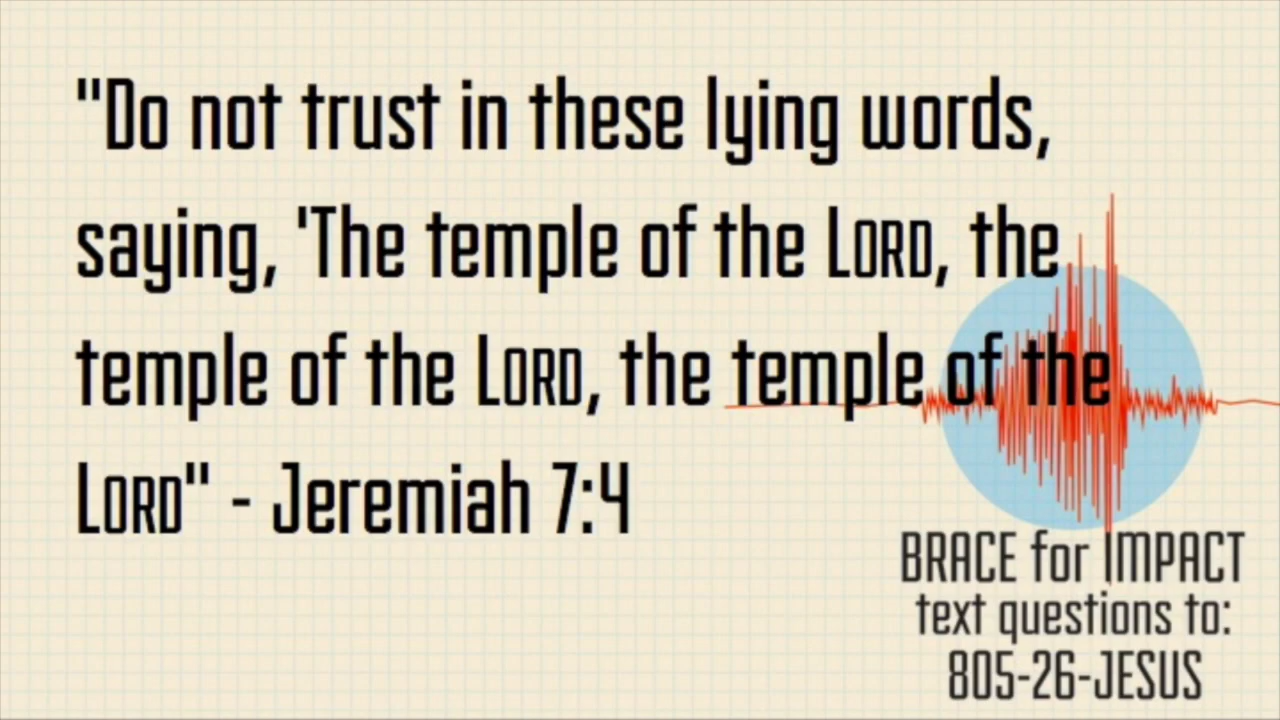 "Do not trust in these lying words,
saying, 'The temple of the LORD, the
temple of the LORD, the temple of the
LORD" - Jeremiah 7:4
BRACE for IMPACT
text questions to:
805-26-JESUS